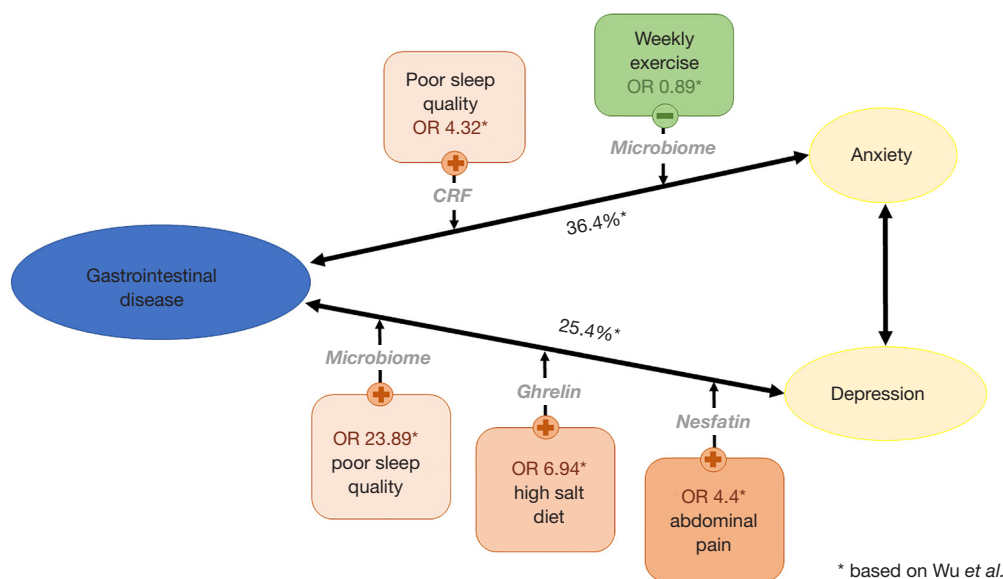 Poor sleep
quality
OR 4.32*
Weekly
exercise
OR 0.89*
CRF
Microbiome
Anxiety
36.4%*
Gastrointestinal
disease
25.4%*
Microbiome
Ghrelin
Nesfatin
Depression
OR 23.89*
poor sleep
quality
OR 6.94*
high salt
diet
OR 4.4*
abdominal
pain
* based on Wu et al.